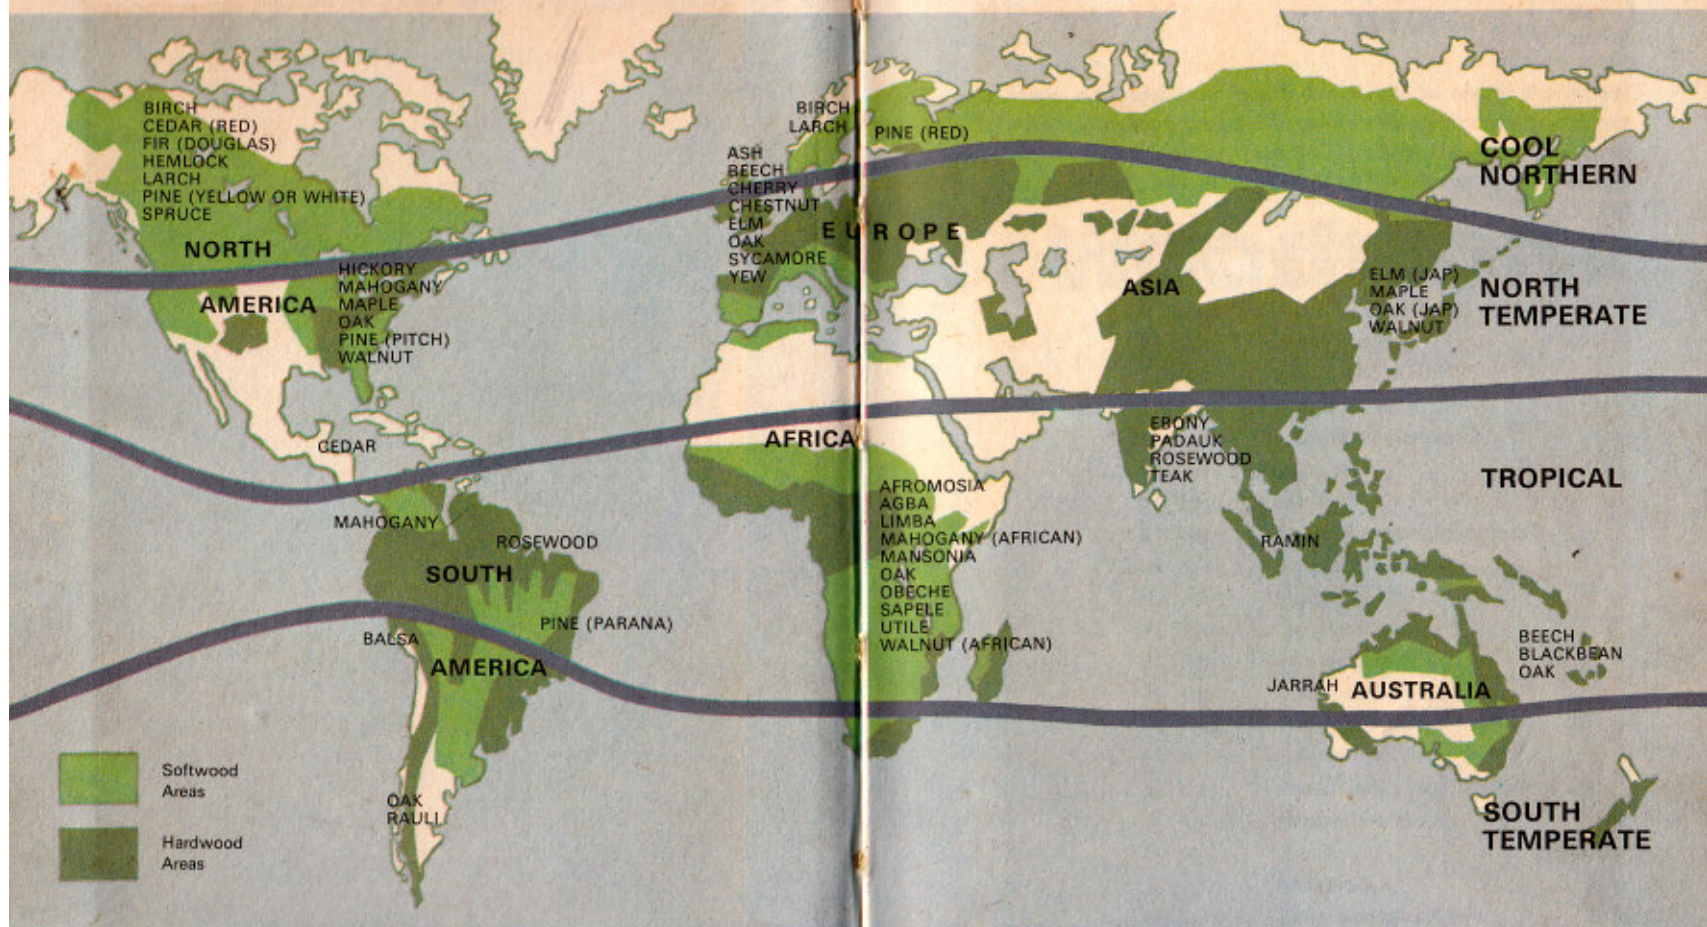 BIRCH
CEDAR (RED)
FIR (DOUGLAS)
HEMLOCK
LARCH
PINE (YELLOW OR WHITE)
SPRUCE
NORTH
AMERICA
HICKORY
MAHOGANY
MAPLE
OAK
PINE (PITCH)
WALNUT
CEDAR
MAHOGANY
ROSEWOOD
SOUTH
AMERICA
PINE (PARANA)
BALSA
OAK
RAULI
Softwood
Areas
Hardwood
Areas
BIRCH
LARCH
PINE (RED)
ASH
BEECH
CHERRY
CHESTNUT
ELM
OAK
SYCAMORE
YEW
EUROPE
AFRICA
AFROMOSIA
AGBA
LIMBA
MAHOGANY (AFRICAN)
MANSONIA
OAK
OBECHE
SAPELE
UTILE
WALNUT (AFRICAN)
ASIA
ELM (JAP)
MAPLE
OAK (JAP)
WALNUT
EBONY
PADAUK
ROSEWOOD
TEAK
RAMIN
BEECH
BLACKBEAN
OAK
JARRAH
AUSTRALIA
COOL
NORTHERN
NORTH
TEMPERATE
TROPICAL
SOUTH
TEMPERATE